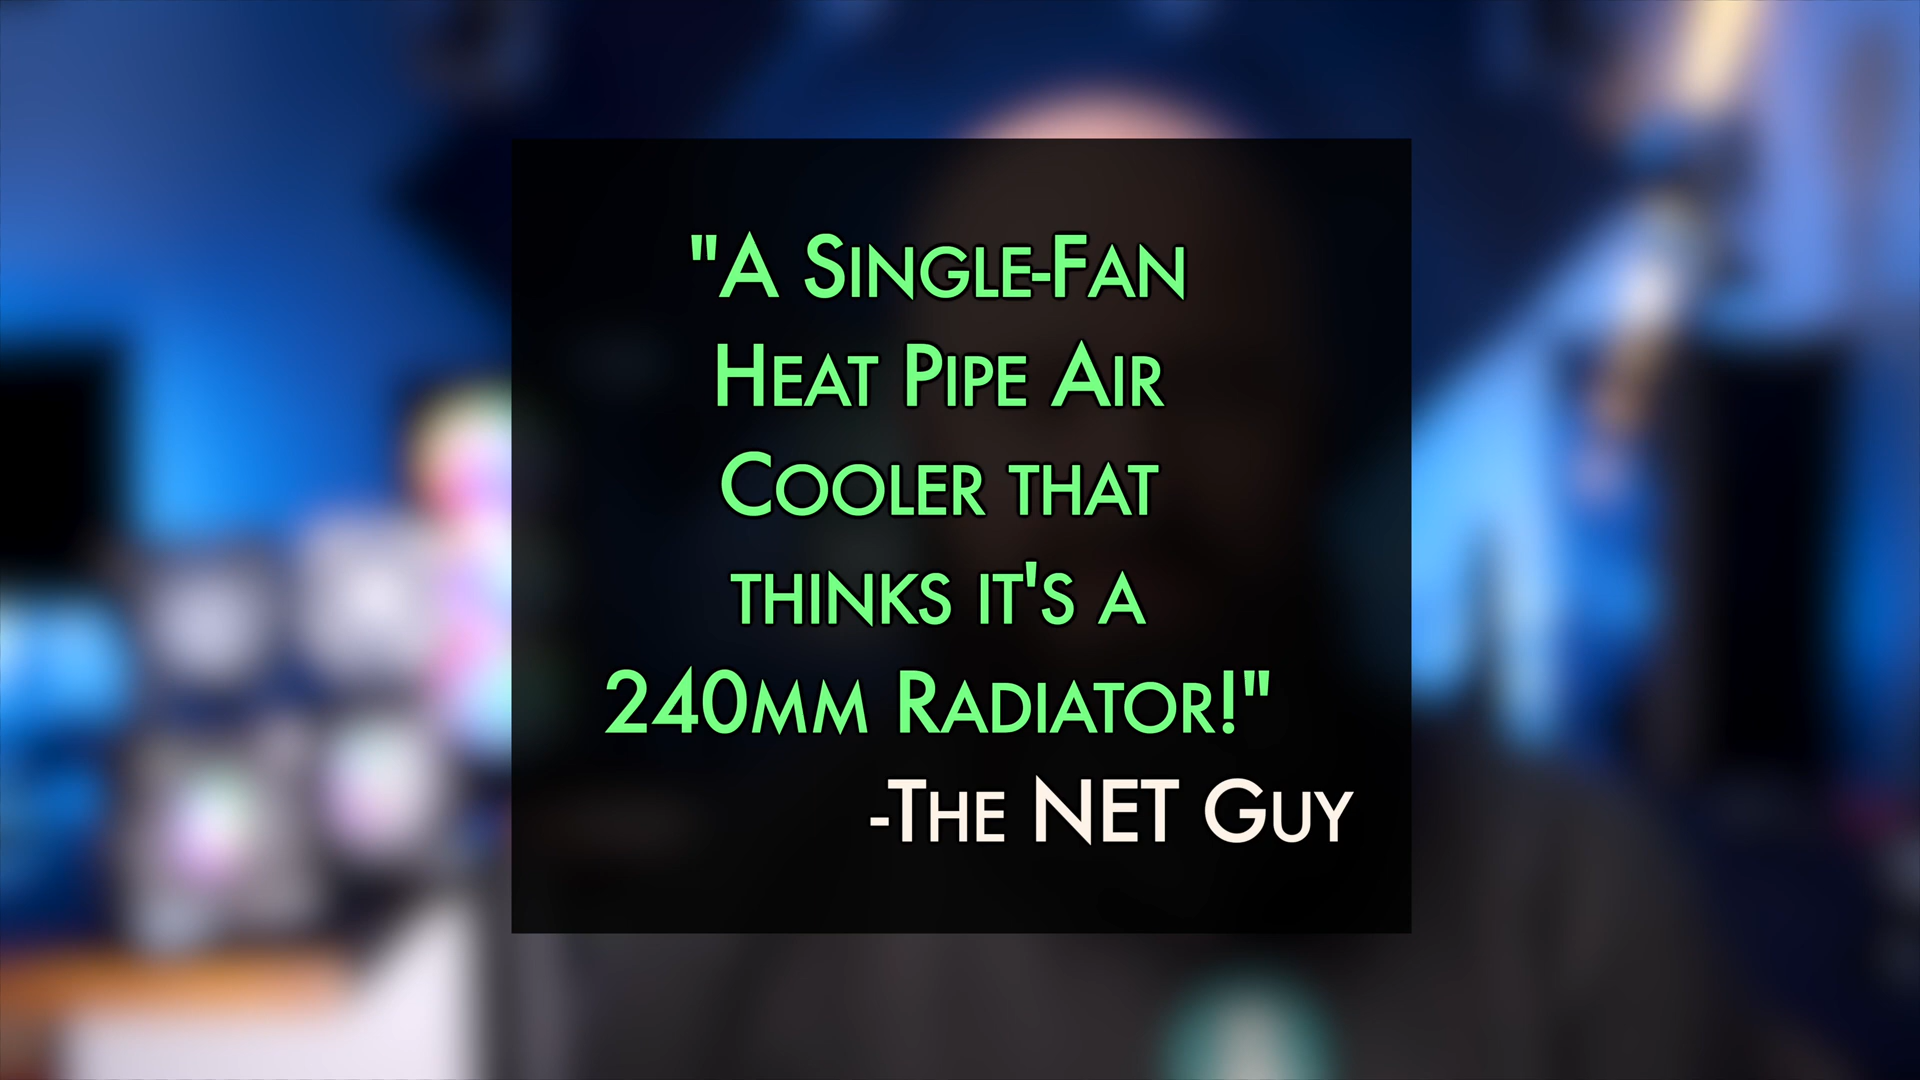 "A Single-Fan
Heat Pipe Air
Cooler that
thinks it's a
240mm Radiator!"
-The NET Guy